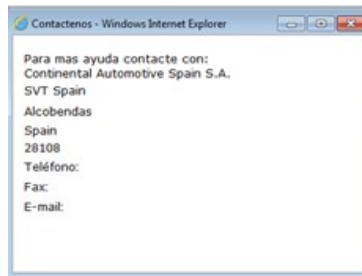 Contactenos - Windows Internet Explorer
Para mas ayuda contacte con:
Continental Automotive Spain S.A.
SVT Spain
Alcobendas
Spain
28108
Teléfono:
Fax:
E-mail: